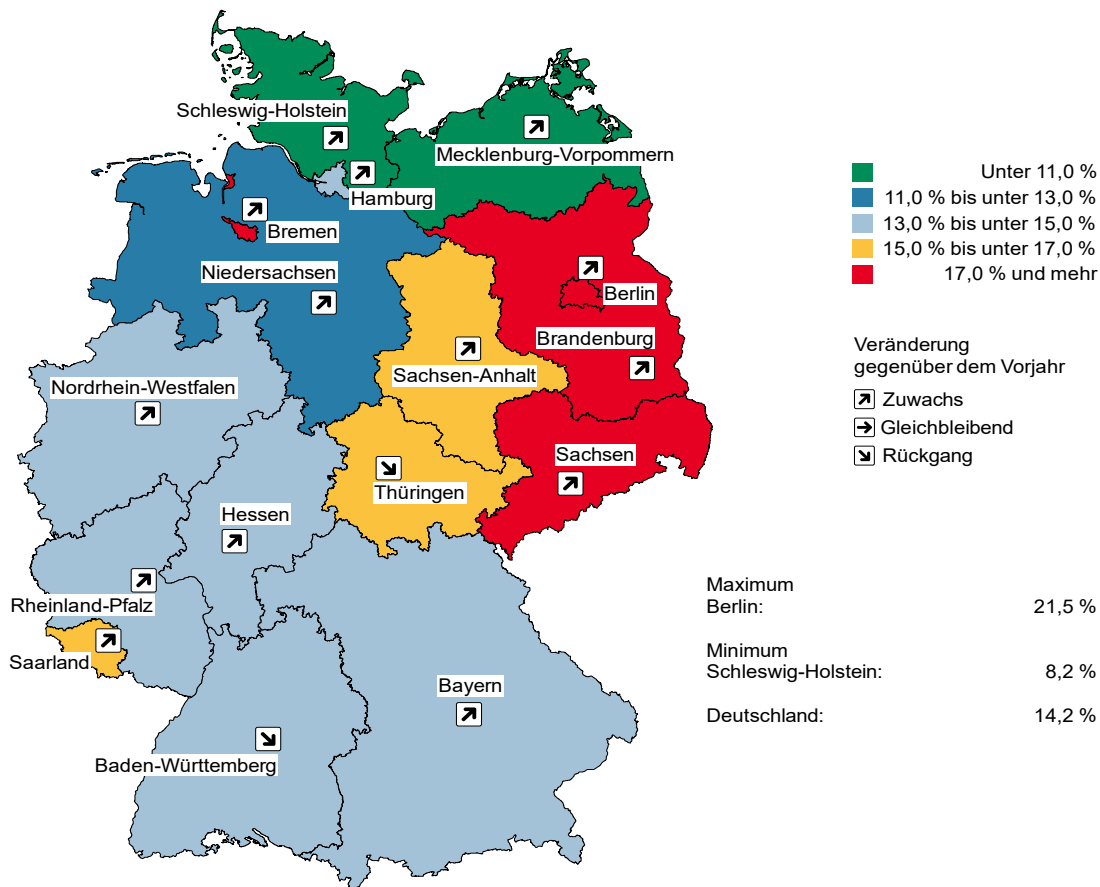 Schleswig-Holstein
Mecklenburg-Vorpommern
Hamburg
Bremen
Niedersachsen
Berlin
Brandenburg
Sachsen-Anhalt
Nordrhein-Westfalen
Sachsen
Thüringen
Hessen
Rheinland-Pfalz
Saarland
Bayern
Baden-Württemberg
Unter 11,0 %
11,0 % bis unter 13,0 %
13,0 % bis unter 15,0 %
15,0 % bis unter 17,0 %
17,0 % und mehr
Veränderung
gegenüber dem Vorjahr
Zuwachs
Gleichbleibend
Rückgang
Maximum
Berlin: 21,5 %
Minimum
Schleswig-Holstein: 8,2 %
Deutschland: 14,2 %